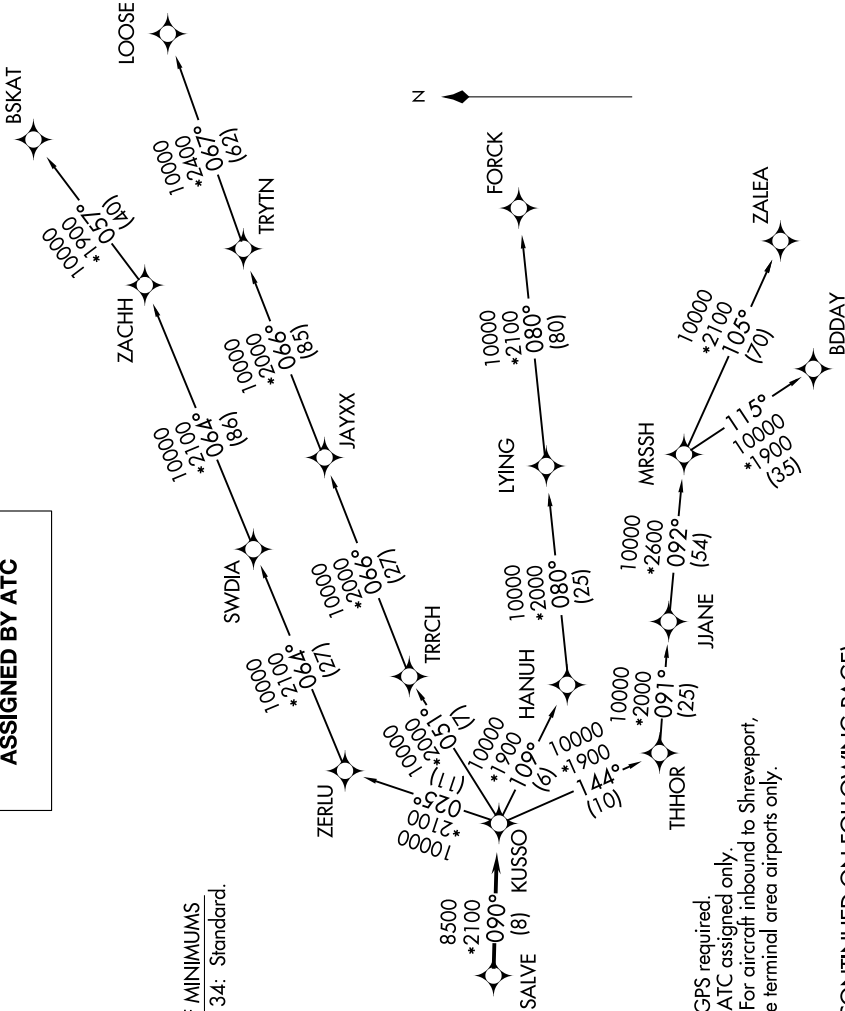 ASSIGNED BY ATC
LOOSE
BSKAT
10000
*2400
067°
(62)
10000
*1900
057°
(40)
TRYTN
ZACHH
N
FORCK
ZALEA
10000
*2000
066°
(85)
10000
*2100
064°
(86)
JAYXX
10000
*2100
080°
(80)
10000
*2100
105°
(70)
BDDAY
115°
10000
*1900
(35)
LYING
MRSSH
SWDIA
10000
*2000
066°
(27)
10000
*2100
064°
(27)
TRRCH
10000
*2000
080°
(25)
10000
*2600
092°
(54)
JJANE
HANUH
10000
*2000
091°
(25)
THHOR
ZERLU
10000
*2100
025°
(11)
10000
*2000
051°
(7)
10000
*1900
109°
(6)
10000
*1900
144°
(10)
KUSSO
8500
*2100
090°
(8)
SALVE
MINIMUMS
34: Standard.
GPS required.
ATC assigned only.
For aircraft inbound to Shreveport,
terminal area airports only.
ON FOLLOWING PAGE)